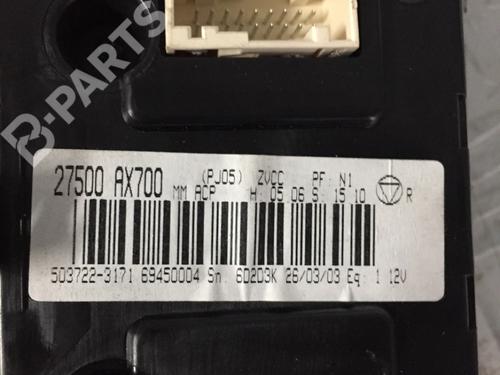 B-PARTS
27500 AX700 (PJ05) ZVCC PF: N1
MM ACP H: 05 06 S: 15 10 R
503722-3171 69450004 Sn: 6D2D3K 26/03/03 Eq: 1 12V